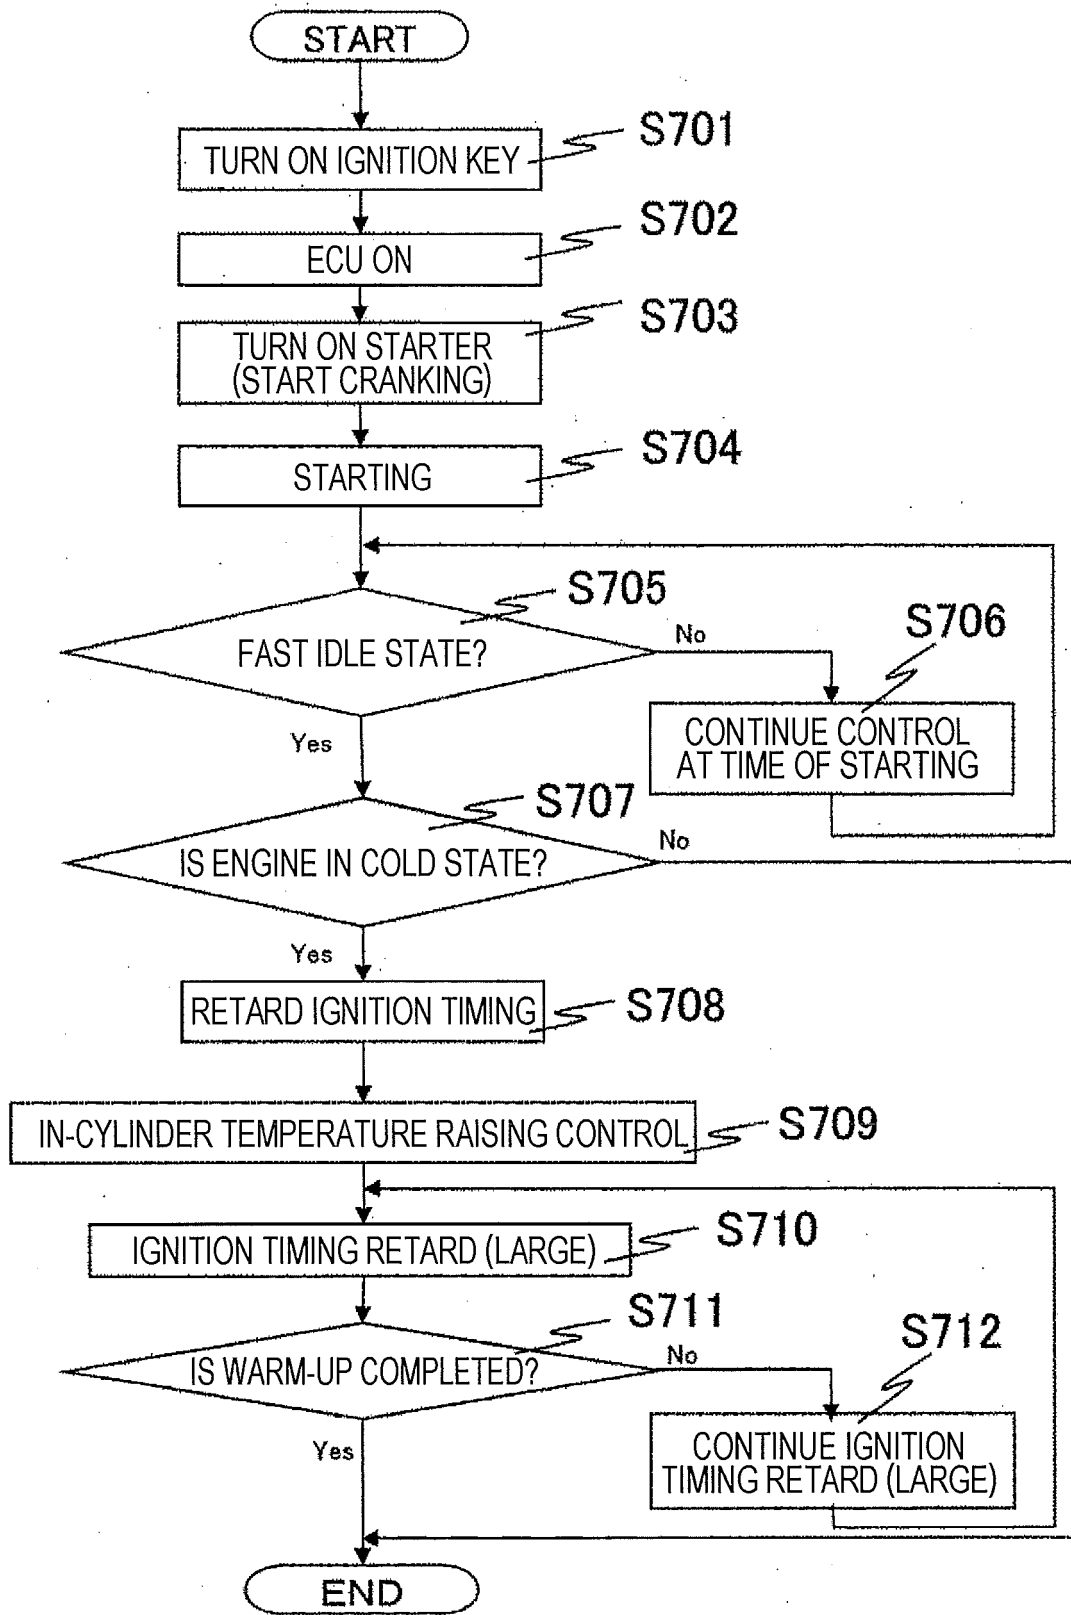 START
S701
TURN ON IGNITION KEY
S702
ECU ON
S703
TURN ON STARTER
(START CRANKING)
S704
STARTING
S705
FAST IDLE STATE?
No
S706
CONTINUE CONTROL
AT TIME OF STARTING
Yes
S707
IS ENGINE IN COLD STATE?
No
Yes
S708
RETARD IGNITION TIMING
S709
IN-CYLINDER TEMPERATURE RAISING CONTROL
S710
IGNITION TIMING RETARD (LARGE)
S711
IS WARM-UP COMPLETED?
No
S712
CONTINUE IGNITION
TIMING RETARD (LARGE)
Yes
END